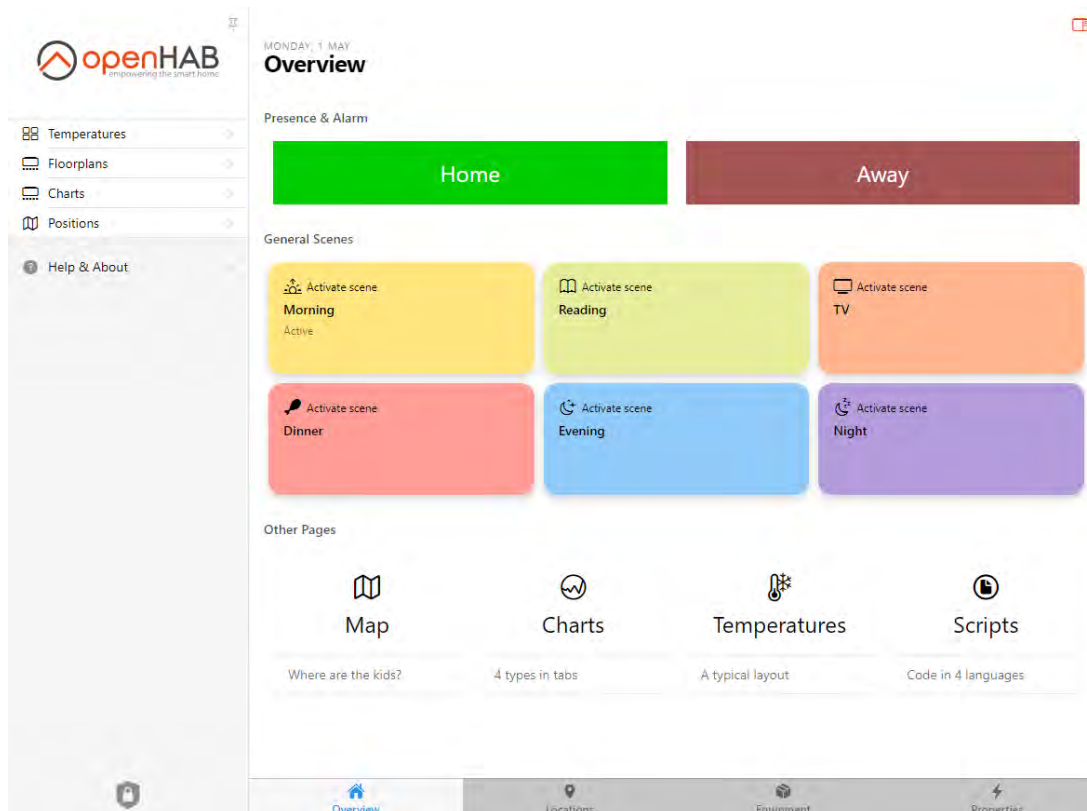 openHAB
empowering the smart home
Temperatures
Floorplans
Charts
Positions
Help & About
MONDAY, 1 MAY
Overview
Presence & Alarm
Home
Away
General Scenes
Activate scene
Morning
Active
Activate scene
Reading
Activate scene
TV
Activate scene
Dinner
Activate scene
Evening
Activate scene
Night
Other Pages
Map
Where are the kids?
Charts
4 types in tabs
Temperatures
A typical layout
Scripts
Code in 4 languages
Overview
Locations
Equipment
Properties